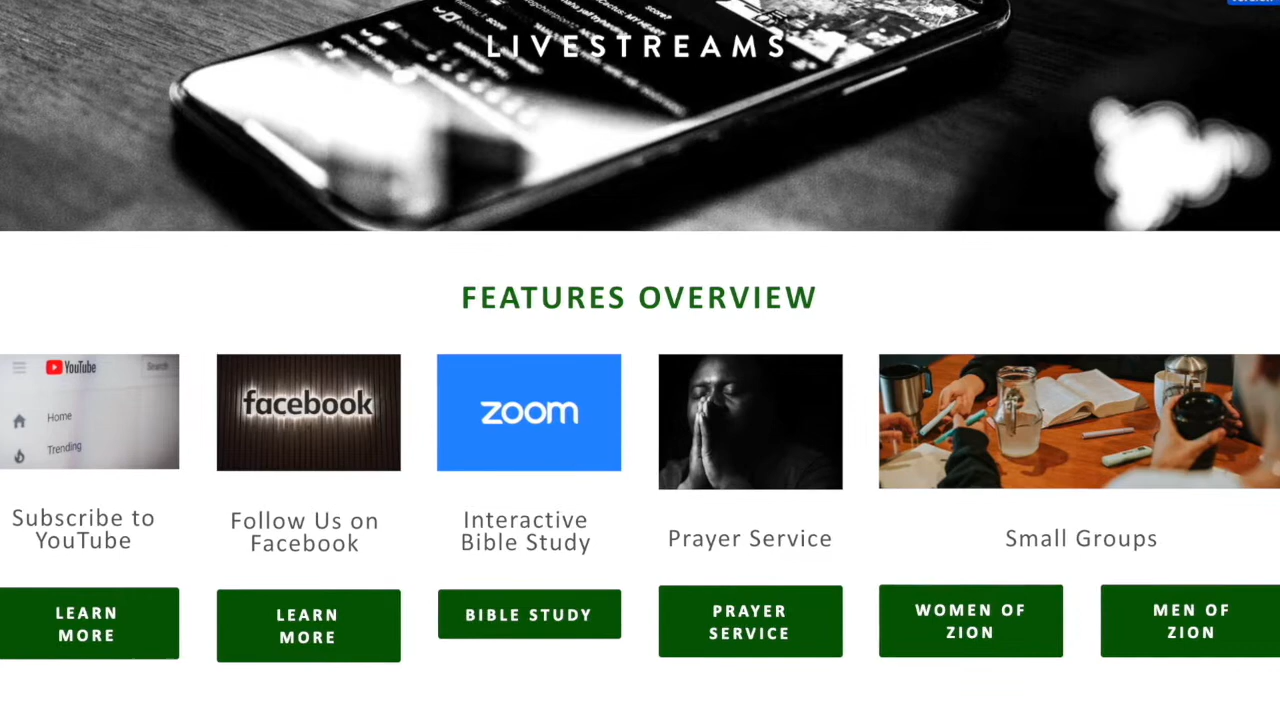 LIVESTREAMS
FEATURES OVERVIEW
YouTube
Search
Home
Trending
facebook
zoom
Subscribe to
YouTube
Follow Us on
Facebook
Interactive
Bible Study
Prayer Service
Small Groups
LEARN
MORE
LEARN
MORE
BIBLE STUDY
PRAYER
SERVICE
WOMEN OF
ZION
MEN OF
ZION